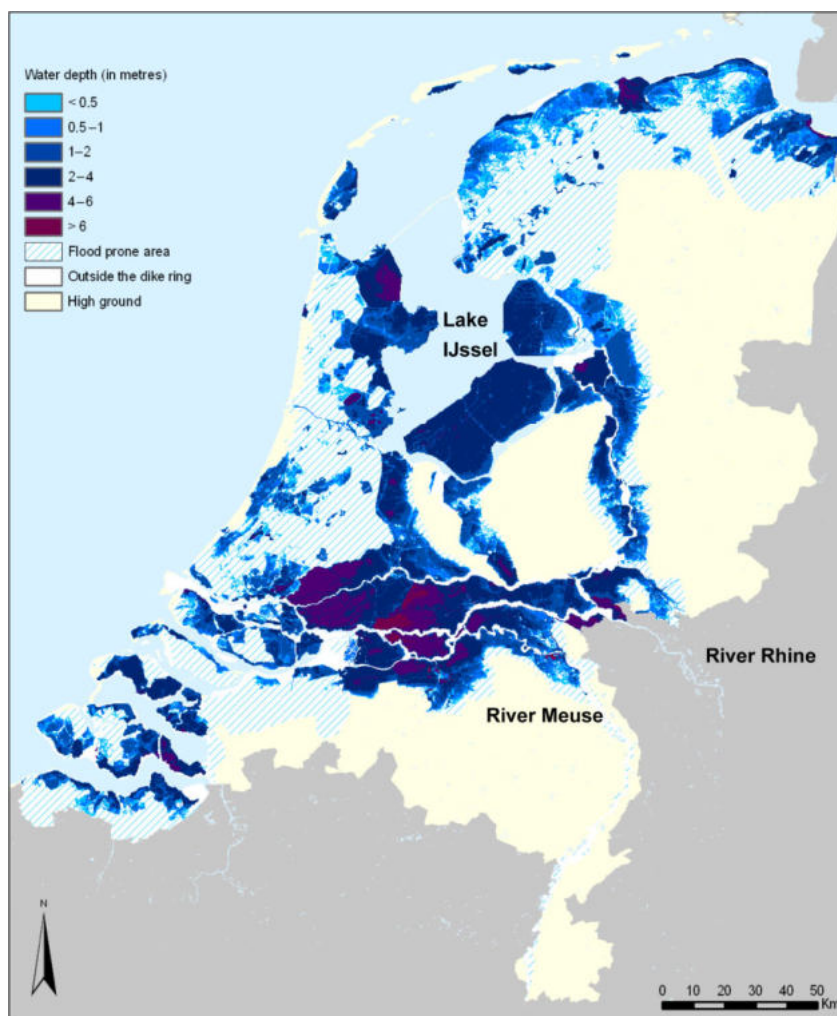 Water depth (in metres)
< 0.5
0.5–1
1–2
2–4
4–6
> 6
Flood prone area
Outside the dike ring
High ground
Lake
IJssel
River Rhine
River Meuse
N
0 10 20 30 40 50
Km